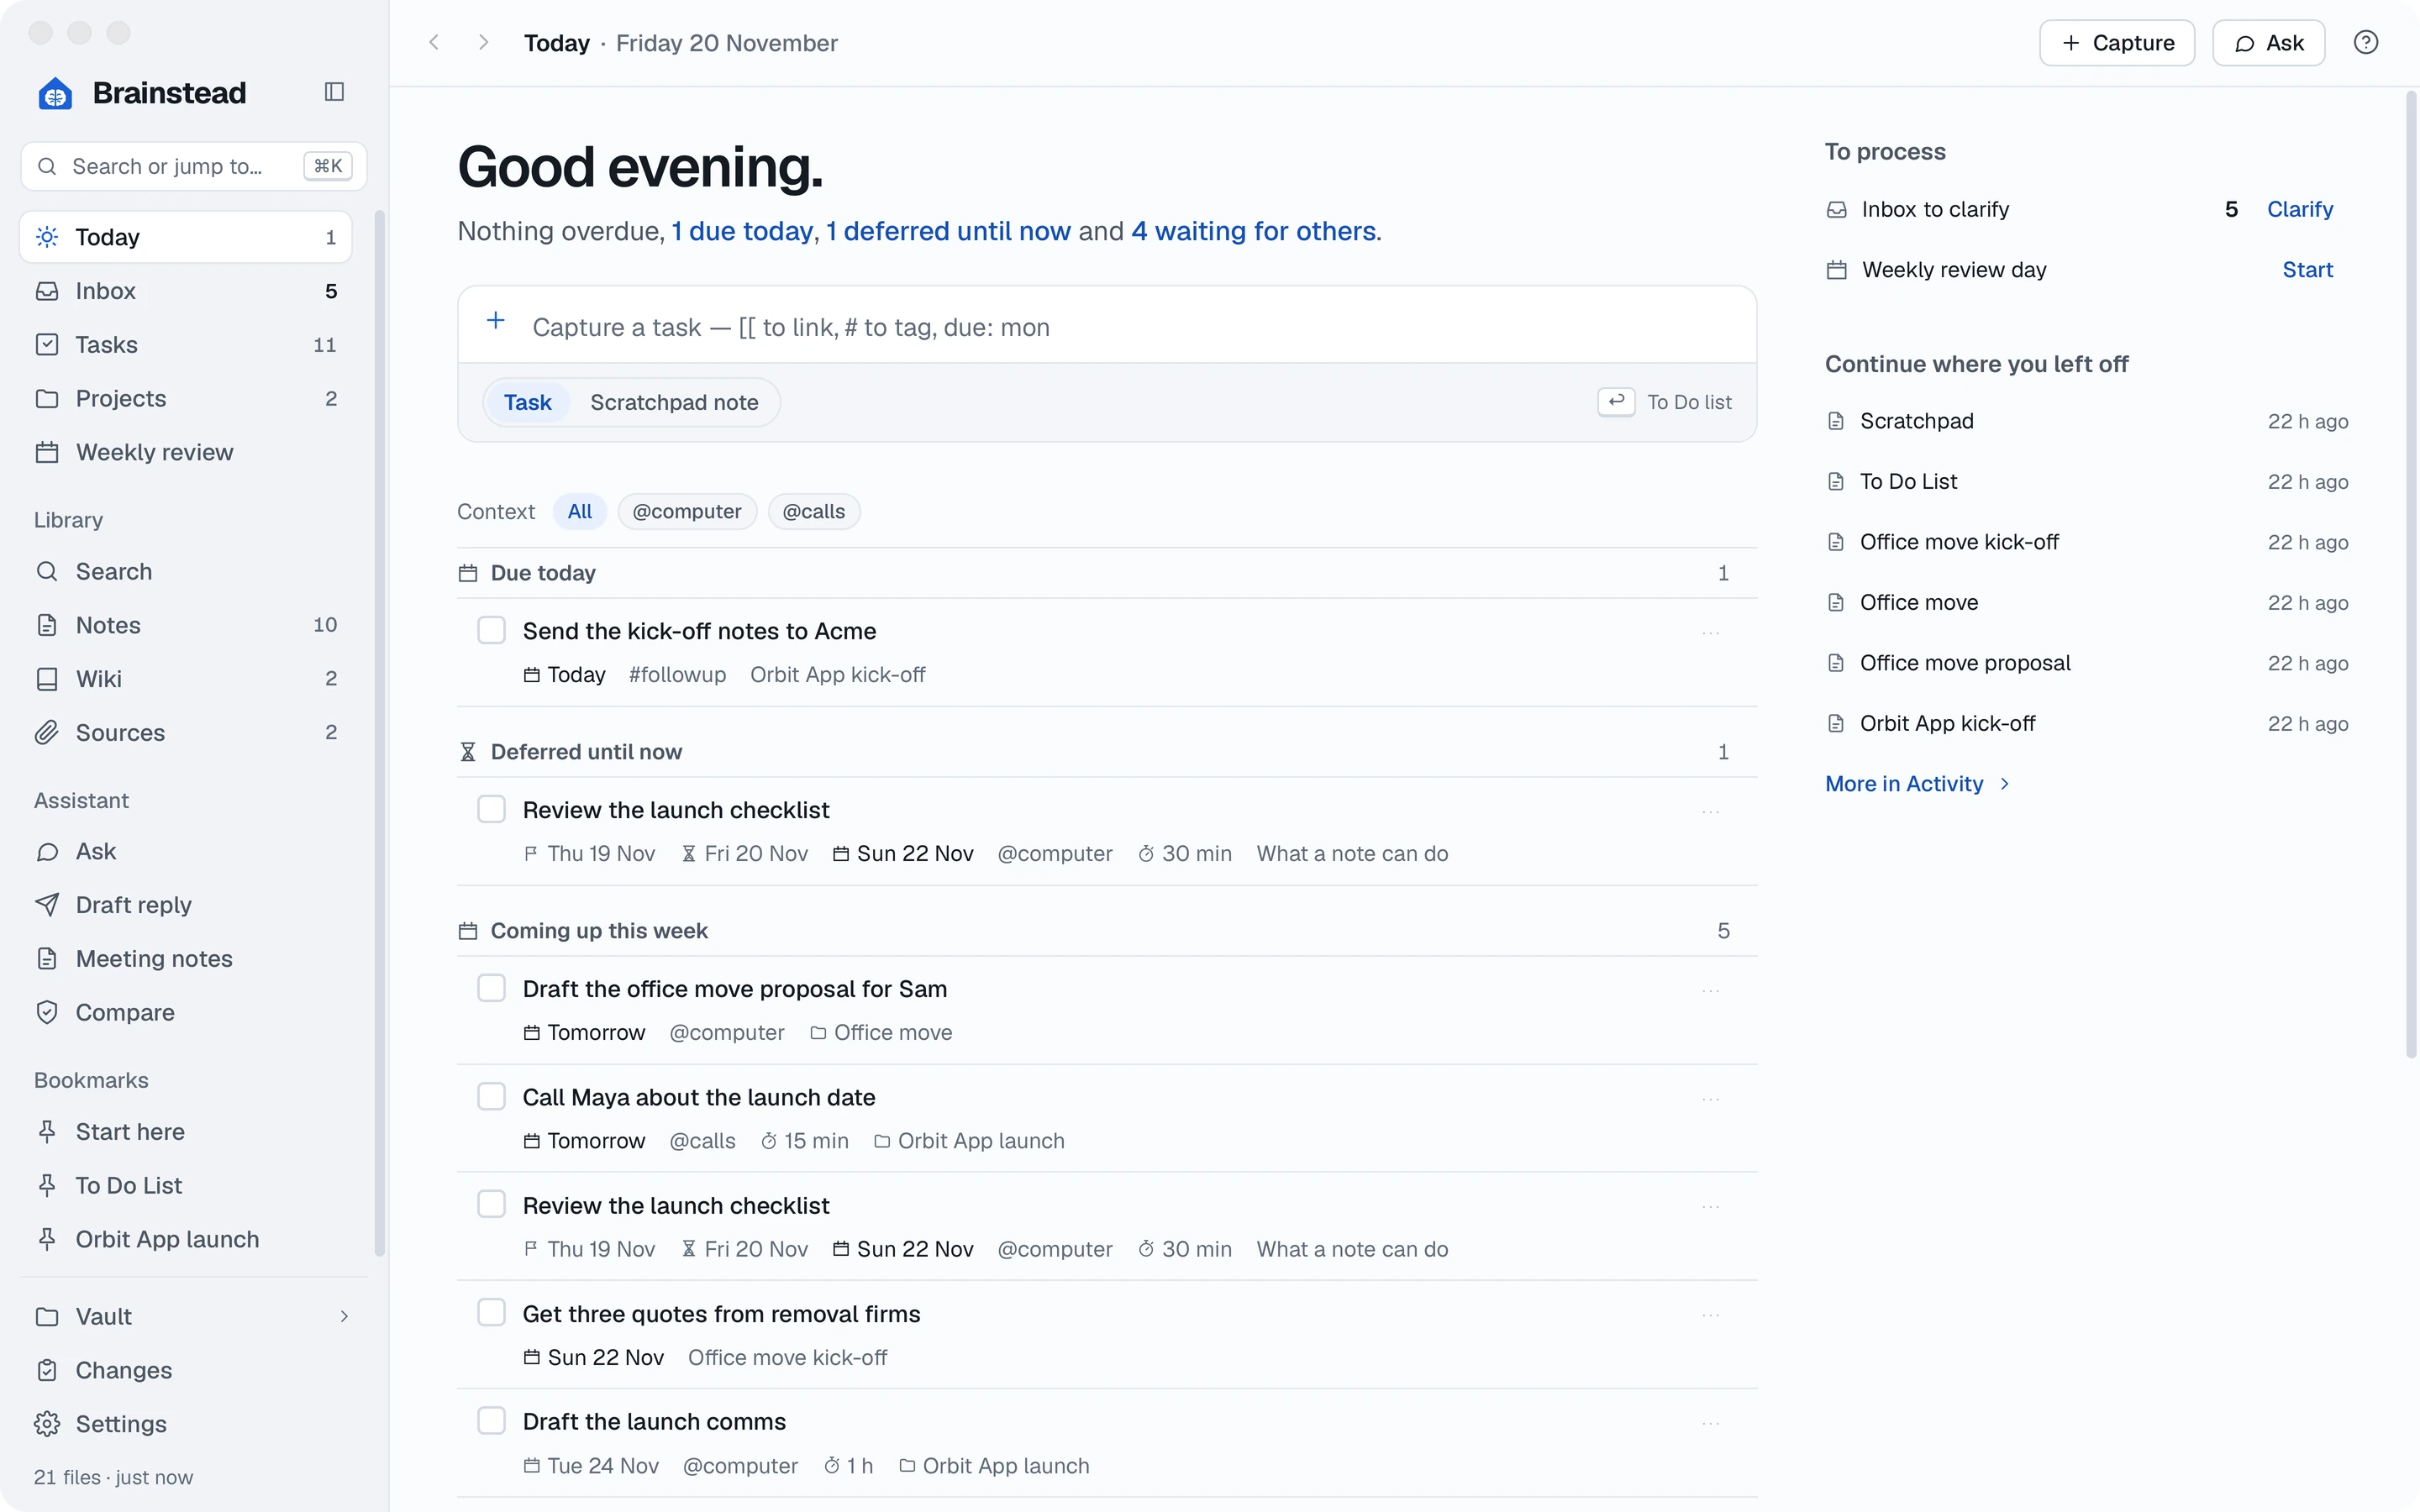 Brainstead
Search or jump to... ⌘K
Today 1
Inbox 5
Tasks 11
Projects 2
Weekly review
Library
Search
Notes 10
Wiki 2
Sources 2
Assistant
Ask
Draft reply
Meeting notes
Compare
Bookmarks
Start here
To Do List
Orbit App launch
Vault
Changes
Settings
21 files · just now
Today · Friday 20 November
Capture
Ask
Good evening.
Nothing overdue, 1 due today, 1 deferred until now and 4 waiting for others.
Capture a task — [[ to link, # to tag, due: mon
Task Scratchpad note To Do list
Context All @computer @calls
Due today 1
Send the kick-off notes to Acme
Today #followup Orbit App kick-off
Deferred until now 1
Review the launch checklist
Thu 19 Nov Fri 20 Nov Sun 22 Nov @computer 30 min What a note can do
Coming up this week 5
Draft the office move proposal for Sam
Tomorrow @computer Office move
Call Maya about the launch date
Tomorrow @calls 15 min Orbit App launch
Review the launch checklist
Thu 19 Nov Fri 20 Nov Sun 22 Nov @computer 30 min What a note can do
Get three quotes from removal firms
Sun 22 Nov Office move kick-off
Draft the launch comms
Tue 24 Nov @computer 1 h Orbit App launch
To process
Inbox to clarify 5 Clarify
Weekly review day Start
Continue where you left off
Scratchpad 22 h ago
To Do List 22 h ago
Office move kick-off 22 h ago
Office move 22 h ago
Office move proposal 22 h ago
Orbit App kick-off 22 h ago
More in Activity